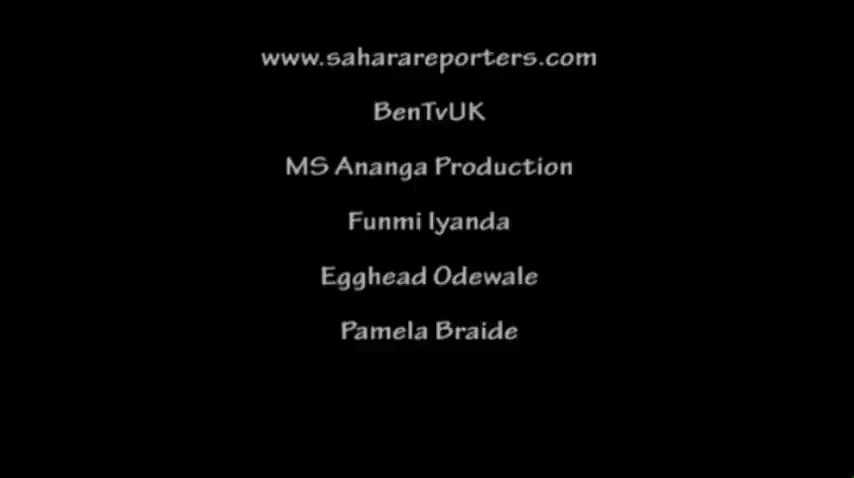 www.saharareporters.com
BenTvUK
MS Ananga Production
Funmi Iyanda
Egghead Odewale
Pamela Braide